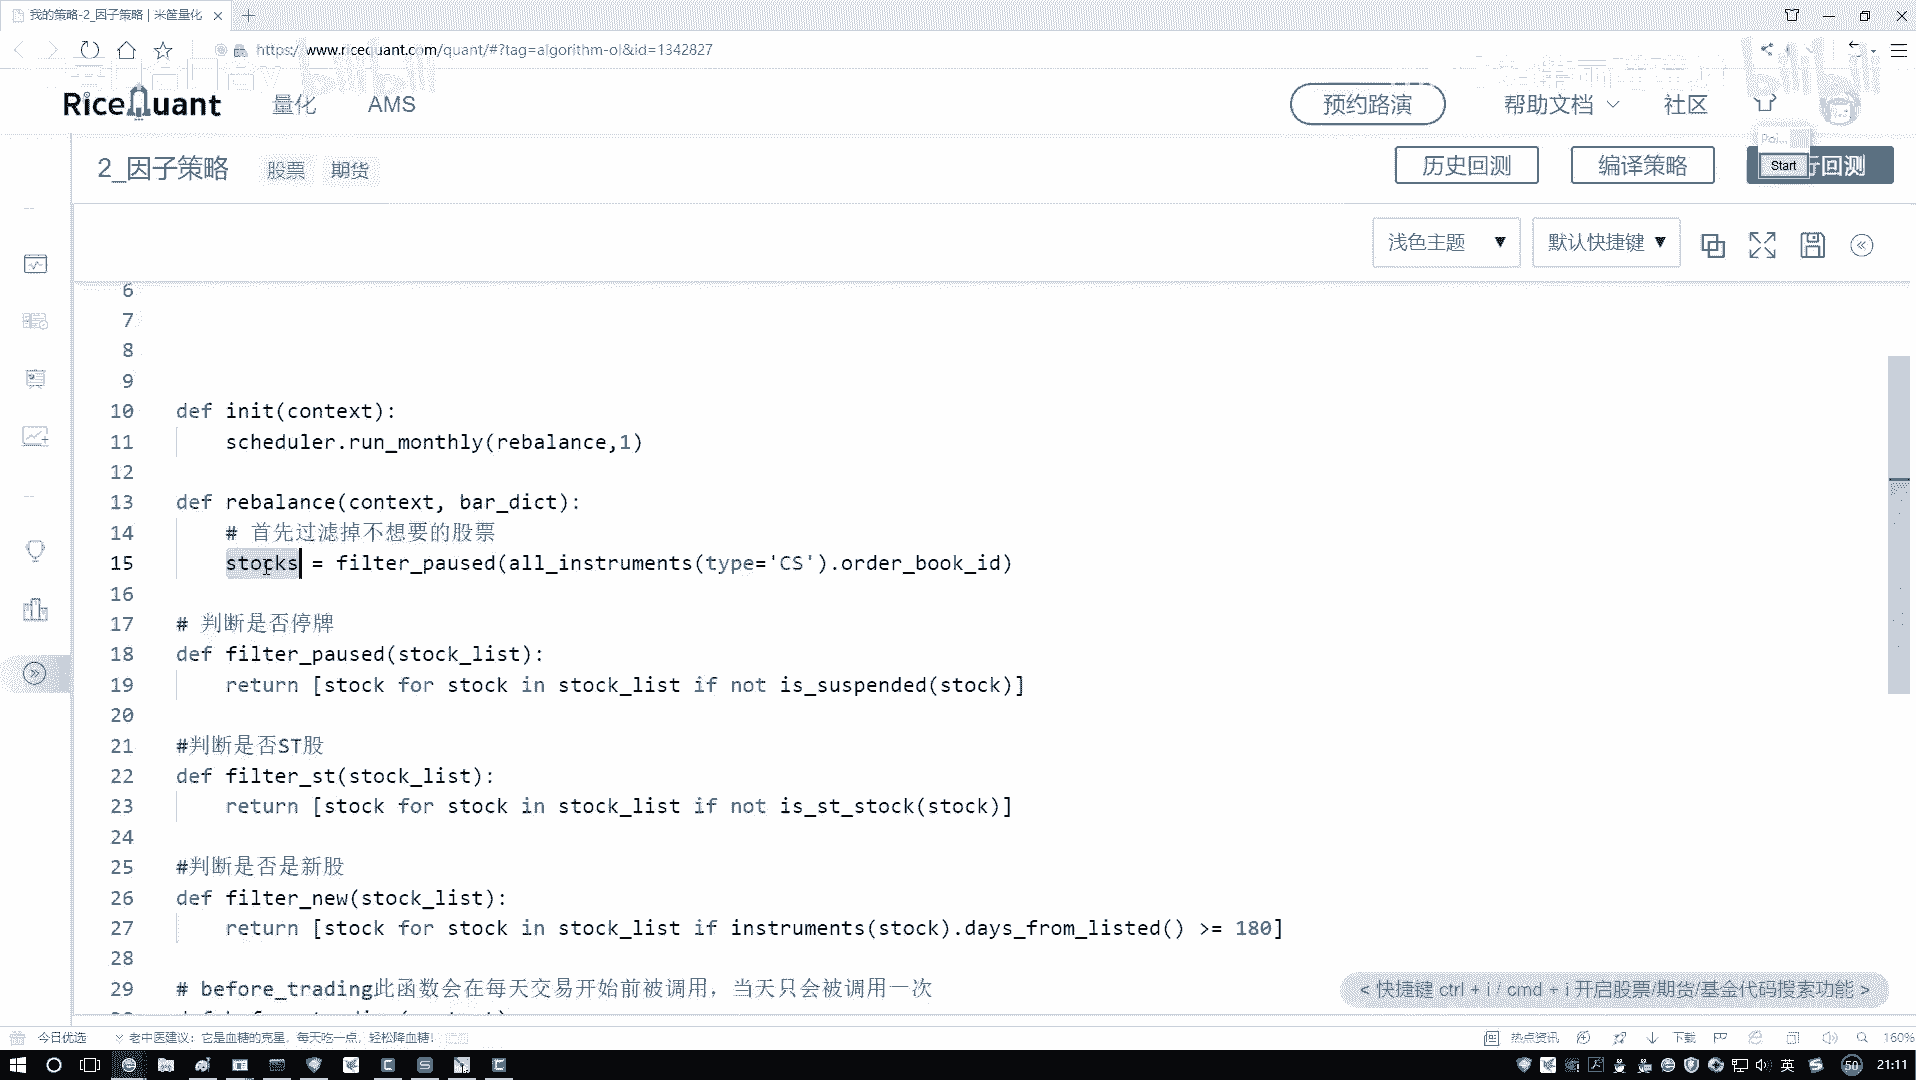 我的策略-2_因子策略 | 米筐量化
https://www.ricequant.com/quant/#?tag=algorithm-ol&id=1342827
bilibili
bilibili
RiceQuant 量化 AMS 预约路演 帮助文档 社区
Poi...
2_因子策略 股票 期货 历史回测 编译策略 Start 行回测
浅色主题 ▼ 默认快捷键 ▼
6
7
8
9
10 def init(context):
11 scheduler.run_monthly(rebalance,1)
12
13 def rebalance(context, bar_dict):
14 # 首先过滤掉不想要的股票
15 stocks = filter_paused(all_instruments(type='CS').order_book_id)
16
17 # 判断是否停牌
18 def filter_paused(stock_list):
19 return [stock for stock in stock_list if not is_suspended(stock)]
20
21 #判断是否ST股
22 def filter_st(stock_list):
23 return [stock for stock in stock_list if not is_st_stock(stock)]
24
25 #判断是否是新股
26 def filter_new(stock_list):
27 return [stock for stock in stock_list if instruments(stock).days_from_listed() >= 180]
28
29 # before_trading此函数会在每天交易开始前被调用，当天只会被调用一次
< 快捷键 ctrl + i / cmd + i 开启股票/期货/基金代码搜索功能 >
今日优选 老中医建议：它是血糖的克星，每天吃一点，轻松降血糖! 热点资讯 下载 160%
英 50 21:11